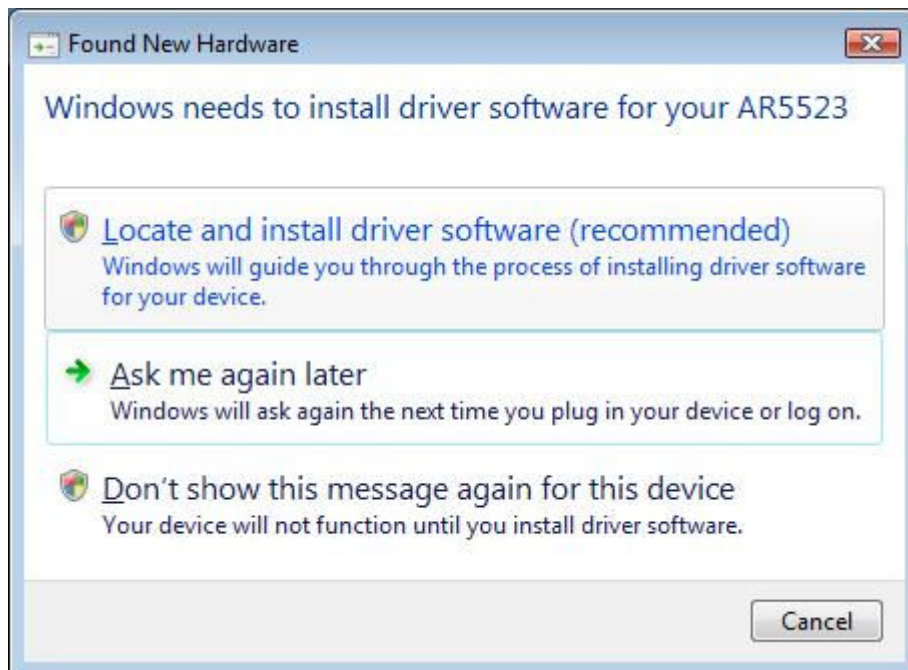 Found New Hardware
Windows needs to install driver software for your AR5523
Locate and install driver software (recommended)
Windows will guide you through the process of installing driver software
for your device.
Ask me again later
Windows will ask again the next time you plug in your device or log on.
Don't show this message again for this device
Your device will not function until you install driver software.
Cancel